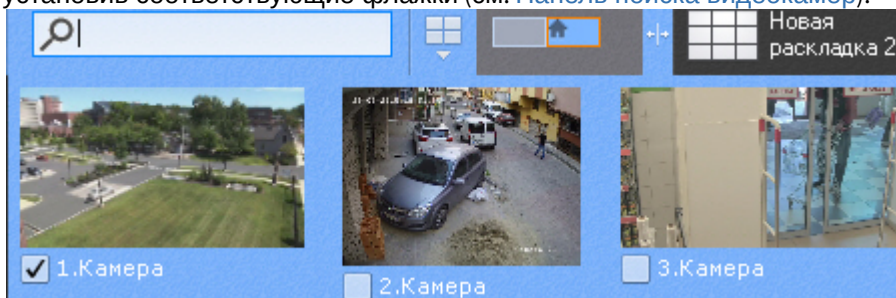 установив соответствующие флажки (см. Панель поиска видеокамер).
Новая
раскладка 2
1.Камера
2.Камера
3.Камера